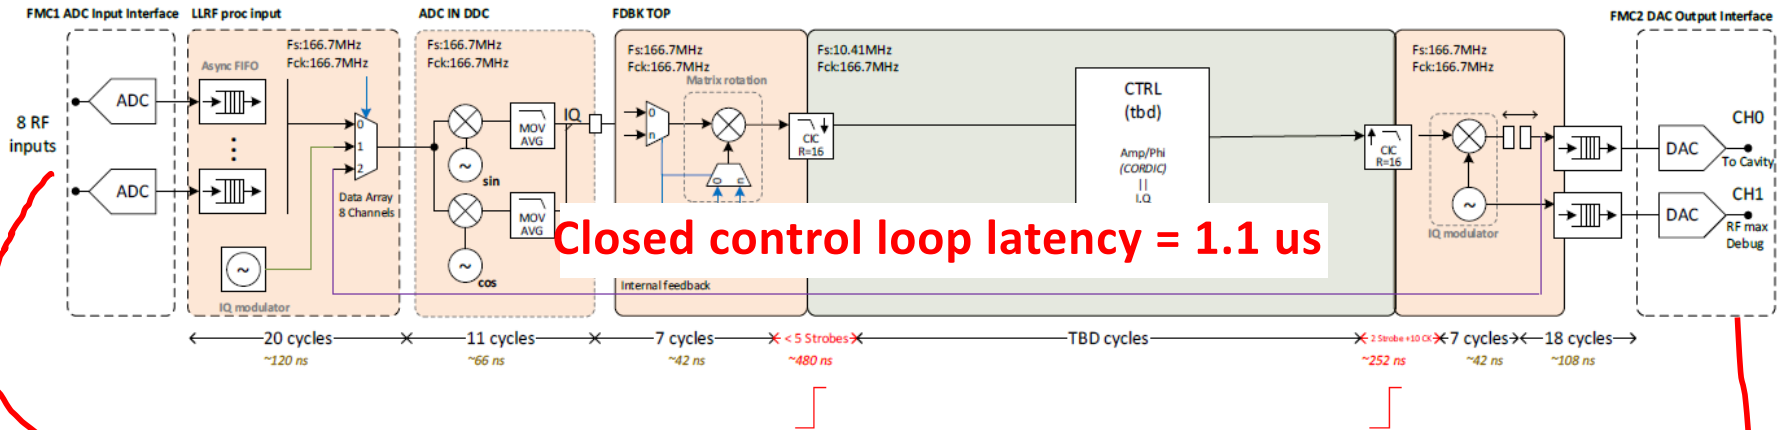 FMC1 ADC Input Interface
LLRF proc input
ADC IN DDC
FDBK TOP
FMC2 DAC Output Interface
Fs:166.7MHz
Fck:166.7MHz
Fs:166.7MHz
Fck:166.7MHz
Fs:166.7MHz
Fck:166.7MHz
Fs:10.41MHz
Fck:166.7MHz
Fs:166.7MHz
Fck:166.7MHz
Async FIFO
Matrix rotation
8 RF
inputs
ADC
ADC
0
1
2
Data Array
8 Channels
~
IQ modulator
~
sin
~
cos
MOV
AVG
MOV
AVG
IQ
0
n
0
n
CIC
R=16
CTRL
(tbd)
Amp/Phi
(CORDIC)
||
I,Q
CIC
R=16
~
IQ modulator
DAC
DAC
CH0
To Cavity
CH1
RF max
Debug
Closed control loop latency = 1.1 us
Internal feedback
20 cycles
11 cycles
7 cycles
< 5 Strobes
TBD cycles
2 Strobe +10 CK
7 cycles
18 cycles
~120 ns
~66 ns
~42 ns
~480 ns
~252 ns
~42 ns
~108 ns